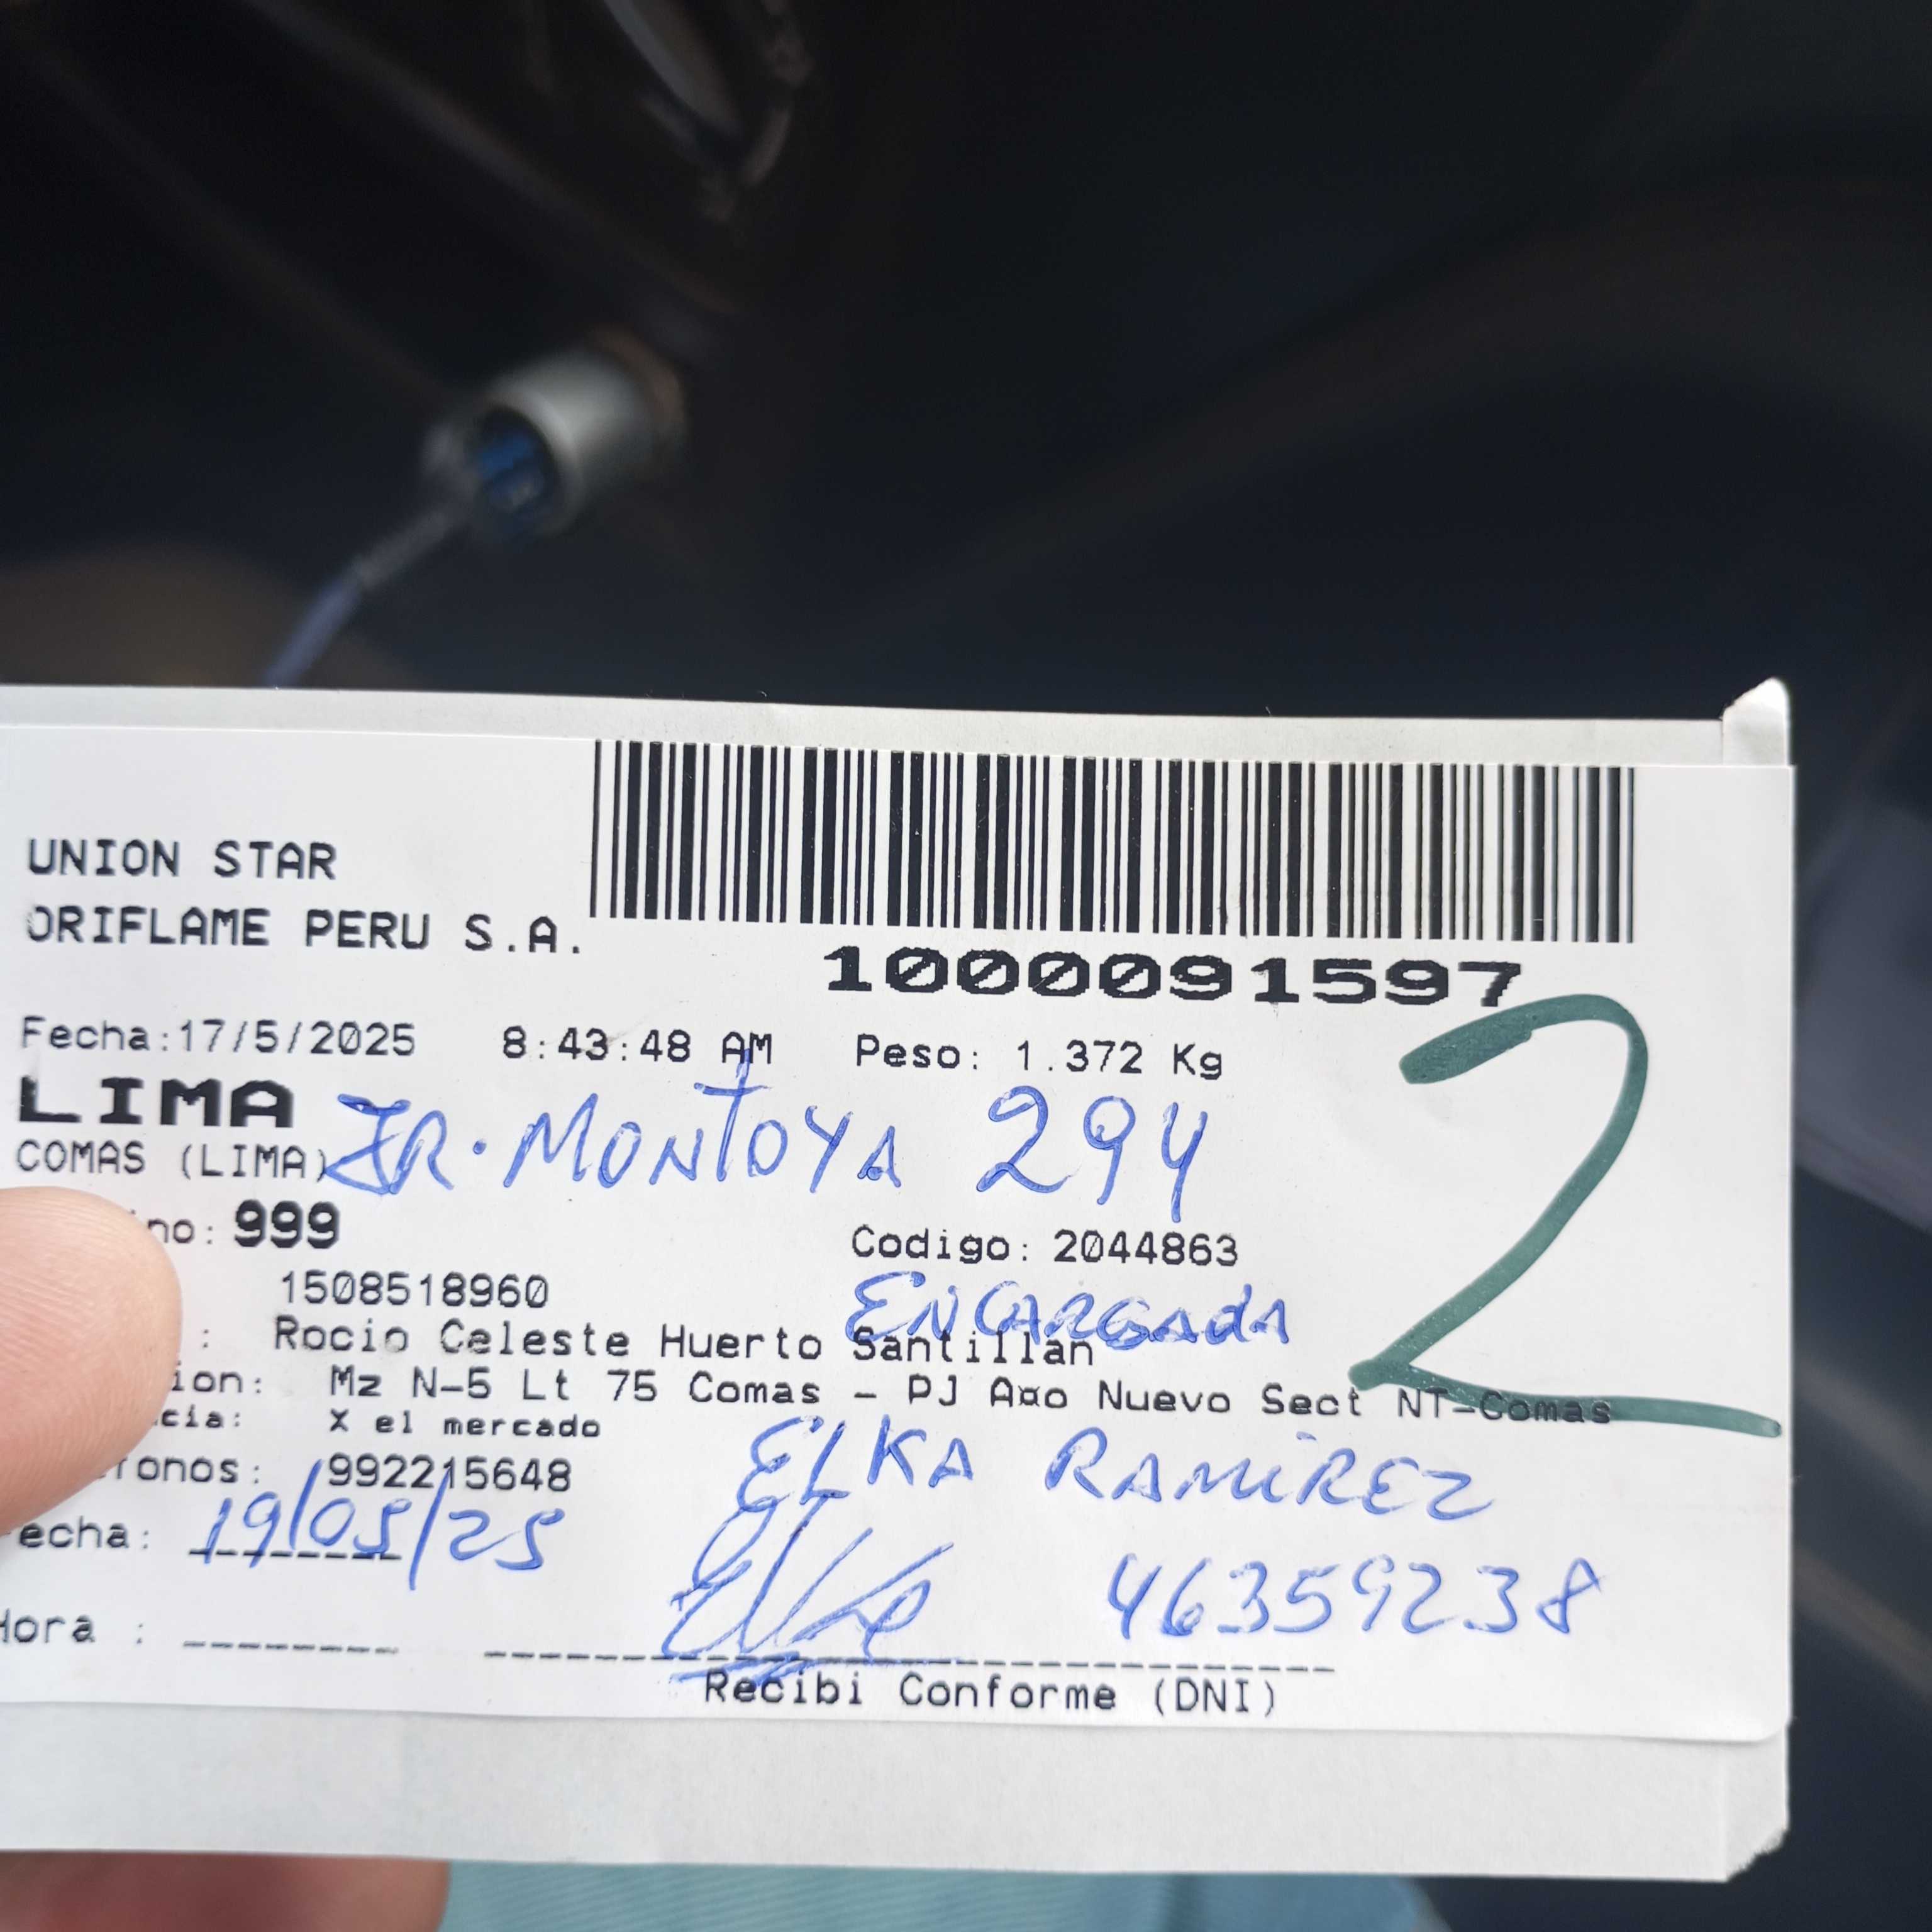 UNION STAR
ORIFLAME PERU S.A.
1000091597
Fecha:17/5/2025 8:43:48 AM Peso: 1.372 Kg
2
LIMA
COMAS (LIMA) JR. MONTOYA 294
no: 999
Codigo: 2044863
1508518960
ENCARGADA
: Rocio Celeste Huerto Santillan
ion: Mz N-5 Lt 75 Comas - PJ A¤o Nuevo Sect NT-Comas
cia: X el mercado
fonos: 992215648
ELKA RAMIREZ
echa: 19/05/25
46359238
Hora :
Recibi Conforme (DNI)